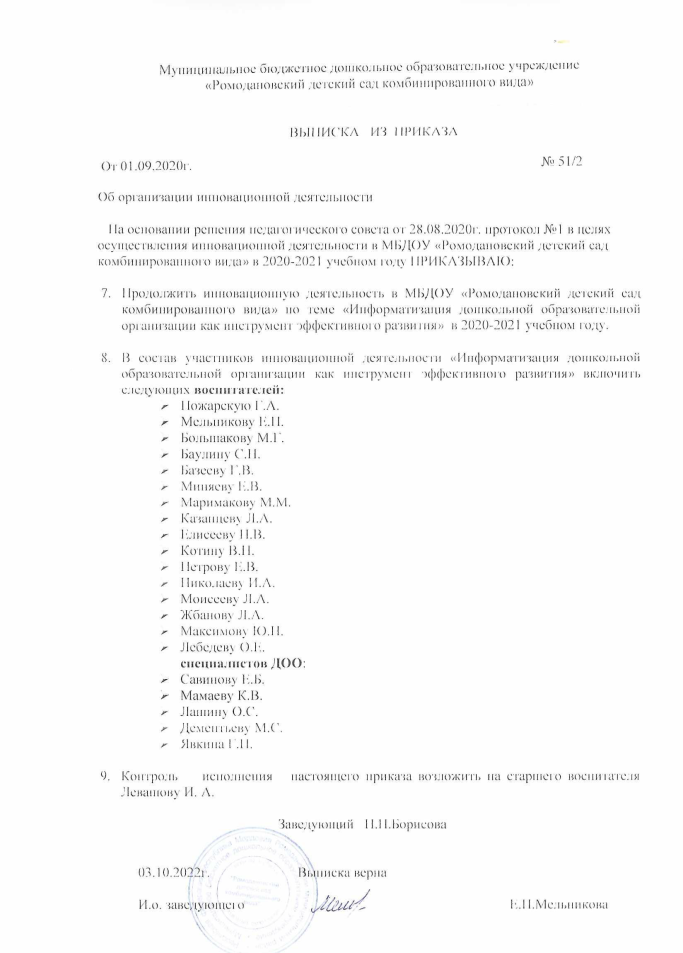 Муниципальное бюджетное дошкольное образовательное учреждение
«Ромодановский детский сад комбинированного вида»
ВЫПИСКА ИЗ ПРИКАЗА
От 01.09.2020г. № 51/2
Об организации инновационной деятельности
На основании решения педагогического совета от 28.08.2020г. протокол №1 в целях
осуществления инновационной деятельности в МБДОУ «Ромодановский детский сад
комбинированного вида» в 2020-2021 учебном году ПРИКАЗЫВАЮ:
7. Продолжить инновационную деятельность в МБДОУ «Ромодановский детский сад
комбинированного вида» по теме «Информатизация дошкольной образовательной
организации как инструмент эффективного развития» в 2020-2021 учебном году.
8. В состав участников инновационной деятельности «Информатизация дошкольной
образовательной организации как инструмент эффективного развития» включить
следующих воспитателей:
➢ Пожарскую Г.А.
➢ Мельникову Е.П.
➢ Большакову М.Г.
➢ Баулину С.Н.
➢ Базееву Г.В.
➢ Миняеву Е.В.
➢ Маримакову М.М.
➢ Казанцеву Л.А.
➢ Елисееву Н.В.
➢ Котину В.П.
➢ Петрову Е.В.
➢ Николаеву И.А.
➢ Моисееву Л.А.
➢ Жбанову Л.А.
➢ Максимову Ю.Н.
➢ Лебедеву О.Е.
специалистов ДОО:
➢ Савинову Е.Б.
➢ Мамаеву К.В.
➢ Лашину О.С.
➢ Дементьеву М.С.
➢ Явкина Г.П.
9. Контроль исполнения настоящего приказа возложить на старшего воспитателя
Левашову И. А.
Заведующий Н.Н.Борисова
03.10.2022г. Выписка верна
И.о. заведующего Е.П.Мельникова